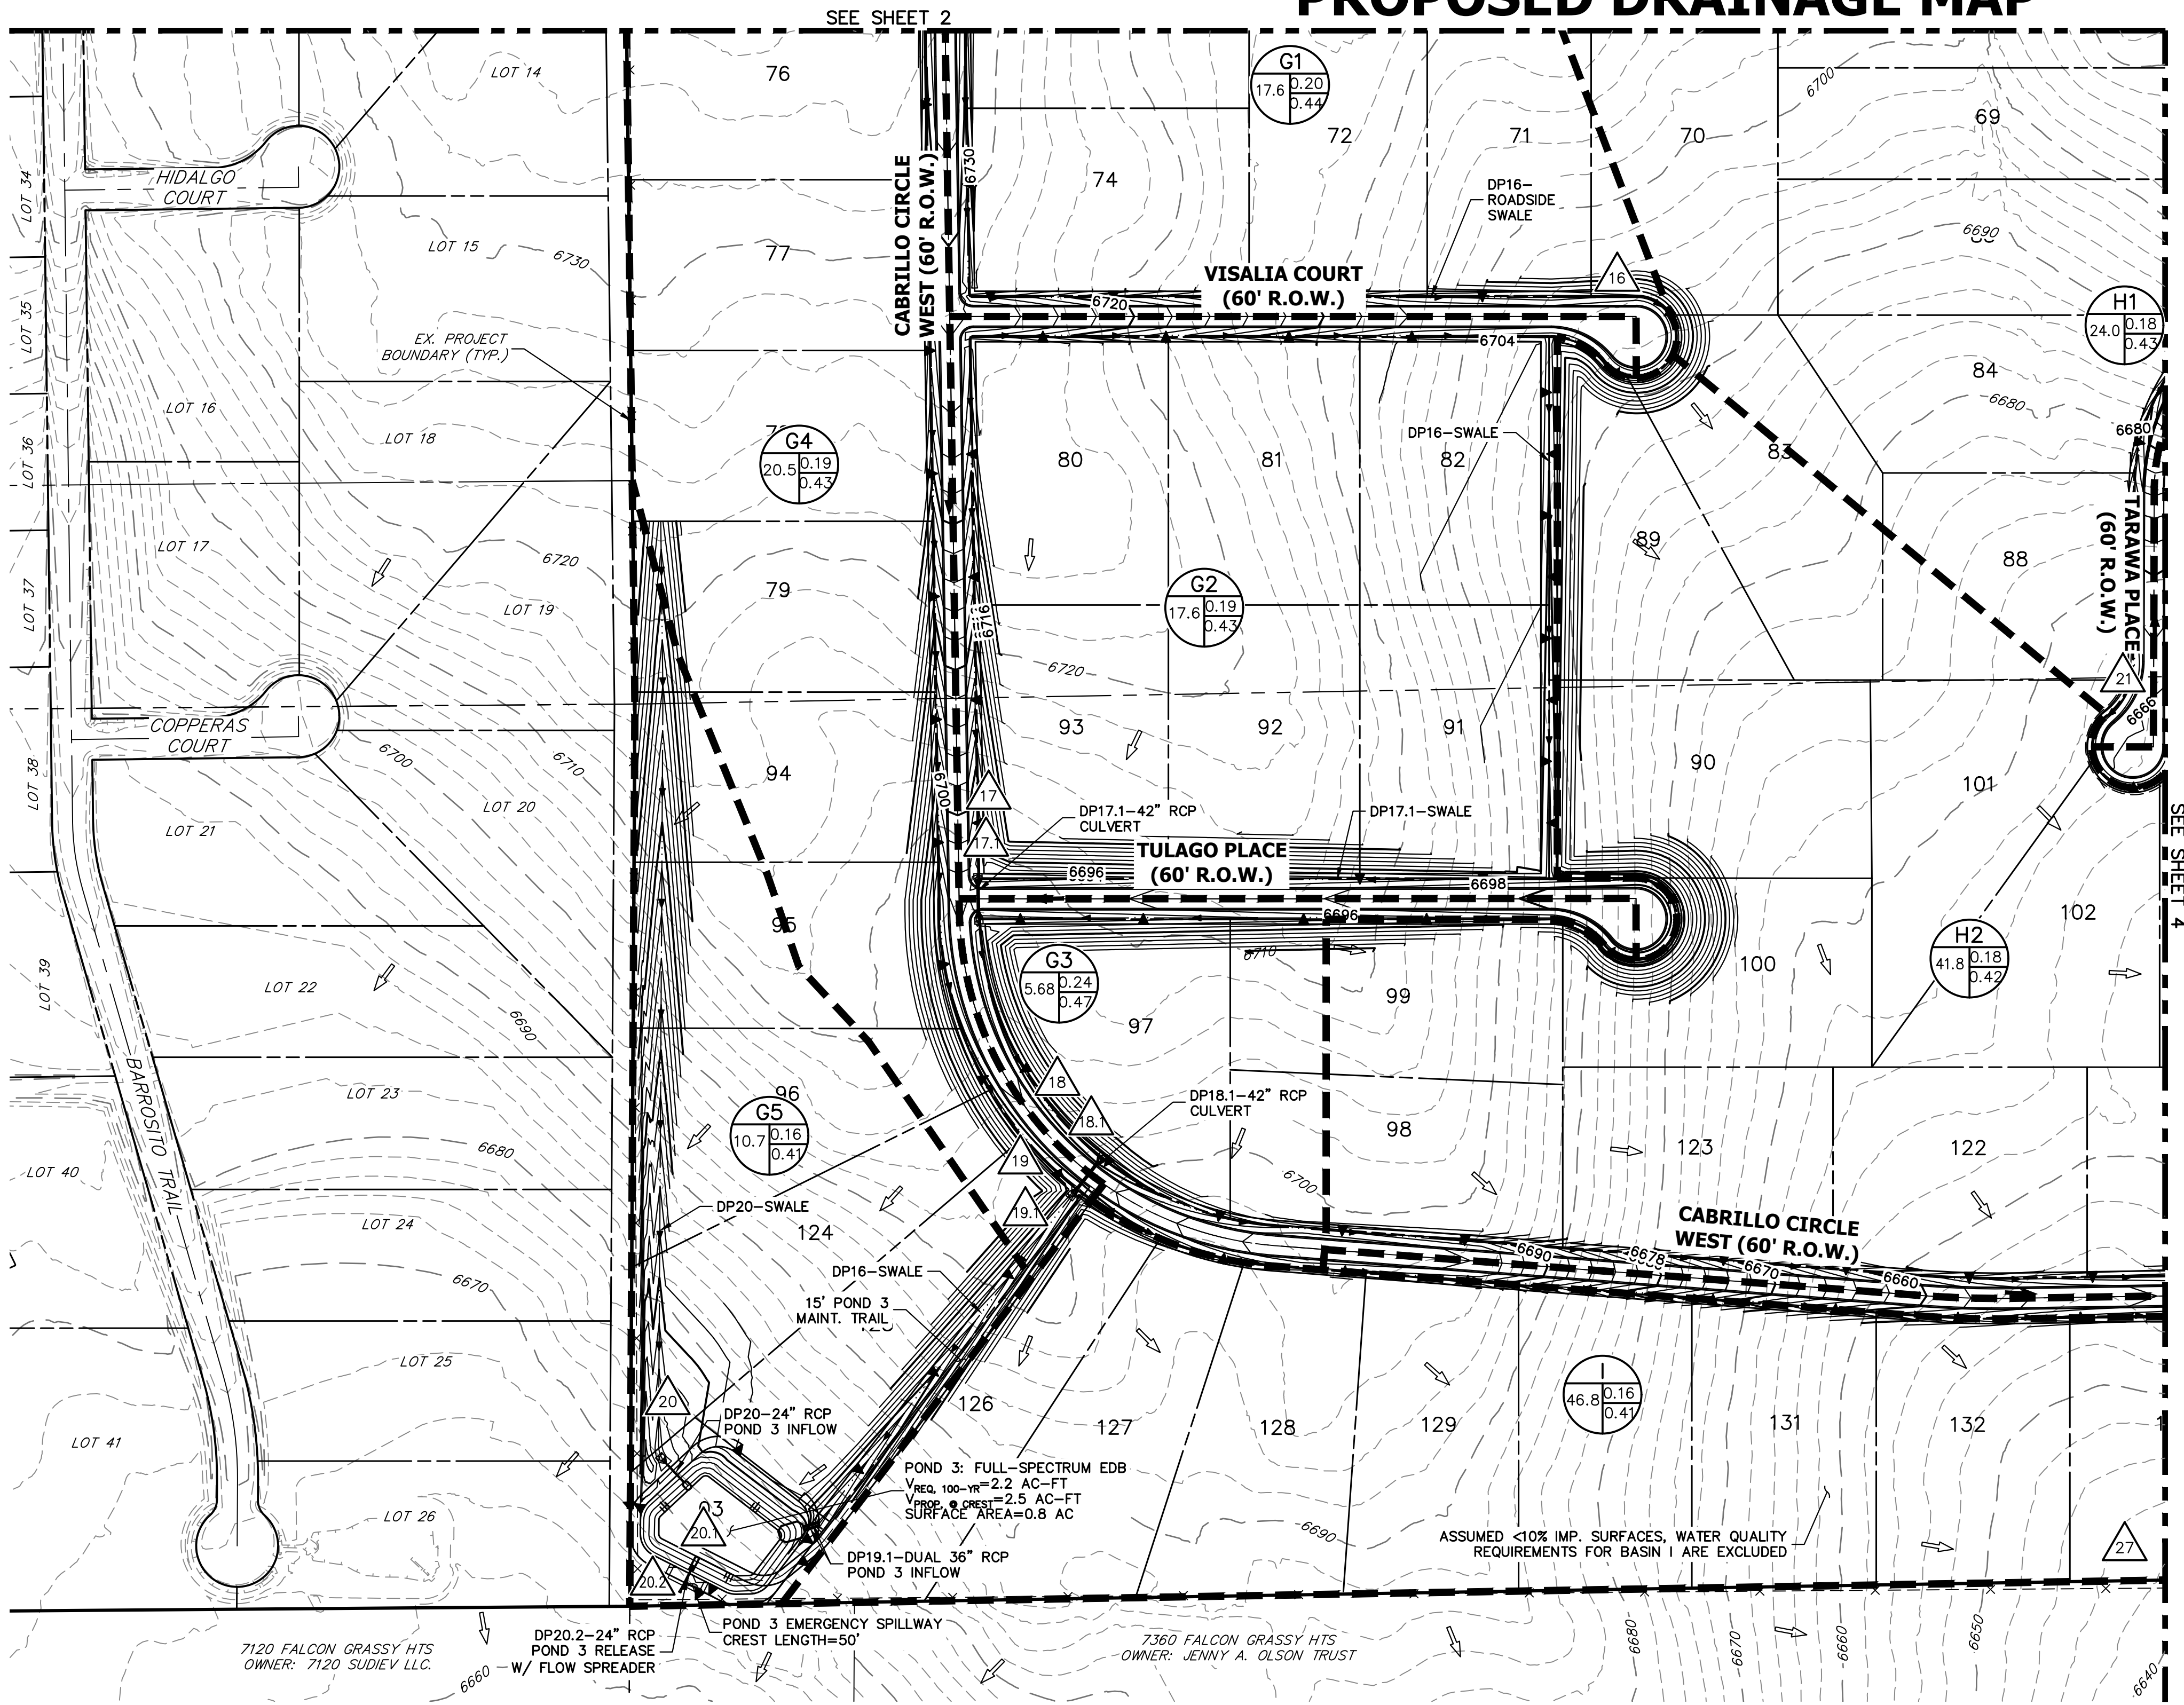 PROPOSED DRAINAGE MAP
SEE SHEET 2
LOT 14
76
G1
17.6
0.20
0.44
72
71
70
6700
69
HIDALGO
COURT
LOT 34
74
6730
CABRILLO CIRCLE
WEST (60' R.O.W.)
DP16-
ROADSIDE
SWALE
LOT 15
6730
77
VISALIA COURT
(60' R.O.W.)
16
6690
6720
H1
24.0
0.18
0.43
LOT 35
EX. PROJECT
BOUNDARY (TYP.)
6704
84
6680
LOT 16
LOT 18
LOT 36
G4
20.5
0.19
0.43
80
81
DP16-SWALE
82
83
6680
LOT 17
6720
89
88
TARAWA PLACE
(60' R.O.W.)
LOT 37
LOT 19
79
G2
17.6
0.19
0.43
6716
6720
21
6666
COPPERAS
COURT
93
92
91
90
LOT 38
6700
6710
94
101
LOT 20
6700
17
LOT 21
DP17.1-42" RCP
CULVERT
DP17.1-SWALE
SEE SHEET 4
17.1
TULAGO PLACE
(60' R.O.W.)
6696
6698
95
6696
102
6710
LOT 39
LOT 22
G3
5.68
0.24
0.47
99
100
H2
41.8
0.18
0.42
6690
97
BARROSITO TRAIL
LOT 23
96
18
DP18.1-42" RCP
CULVERT
G5
10.7
0.16
0.41
18.1
98
123
122
LOT 40
6680
19
6700
19.1
DP20-SWALE
LOT 24
124
CABRILLO CIRCLE
WEST (60' R.O.W.)
6690
6678
6670
6660
6670
DP16-SWALE
15' POND 3
MAINT. TRAIL
LOT 25
20
I
46.8
0.16
0.41
126
127
128
129
131
132
LOT 41
DP20-24" RCP
POND 3 INFLOW
POND 3: FULL-SPECTRUM EDB
VREQ, 100-YR=2.2 AC-FT
VPROP, @ CREST=2.5 AC-FT
SURFACE AREA=0.8 AC
LOT 26
20.1
6690
ASSUMED <10% IMP. SURFACES, WATER QUALITY
REQUIREMENTS FOR BASIN I ARE EXCLUDED
27
DP19.1-DUAL 36" RCP
POND 3 INFLOW
20.2
POND 3 EMERGENCY SPILLWAY
CREST LENGTH=50'
DP20.2-24" RCP
POND 3 RELEASE
W/ FLOW SPREADER
7120 FALCON GRASSY HTS
OWNER: 7120 SUDIEV LLC.
7360 FALCON GRASSY HTS
OWNER: JENNY A. OLSON TRUST
6660
6680
6670
6660
6650
6640